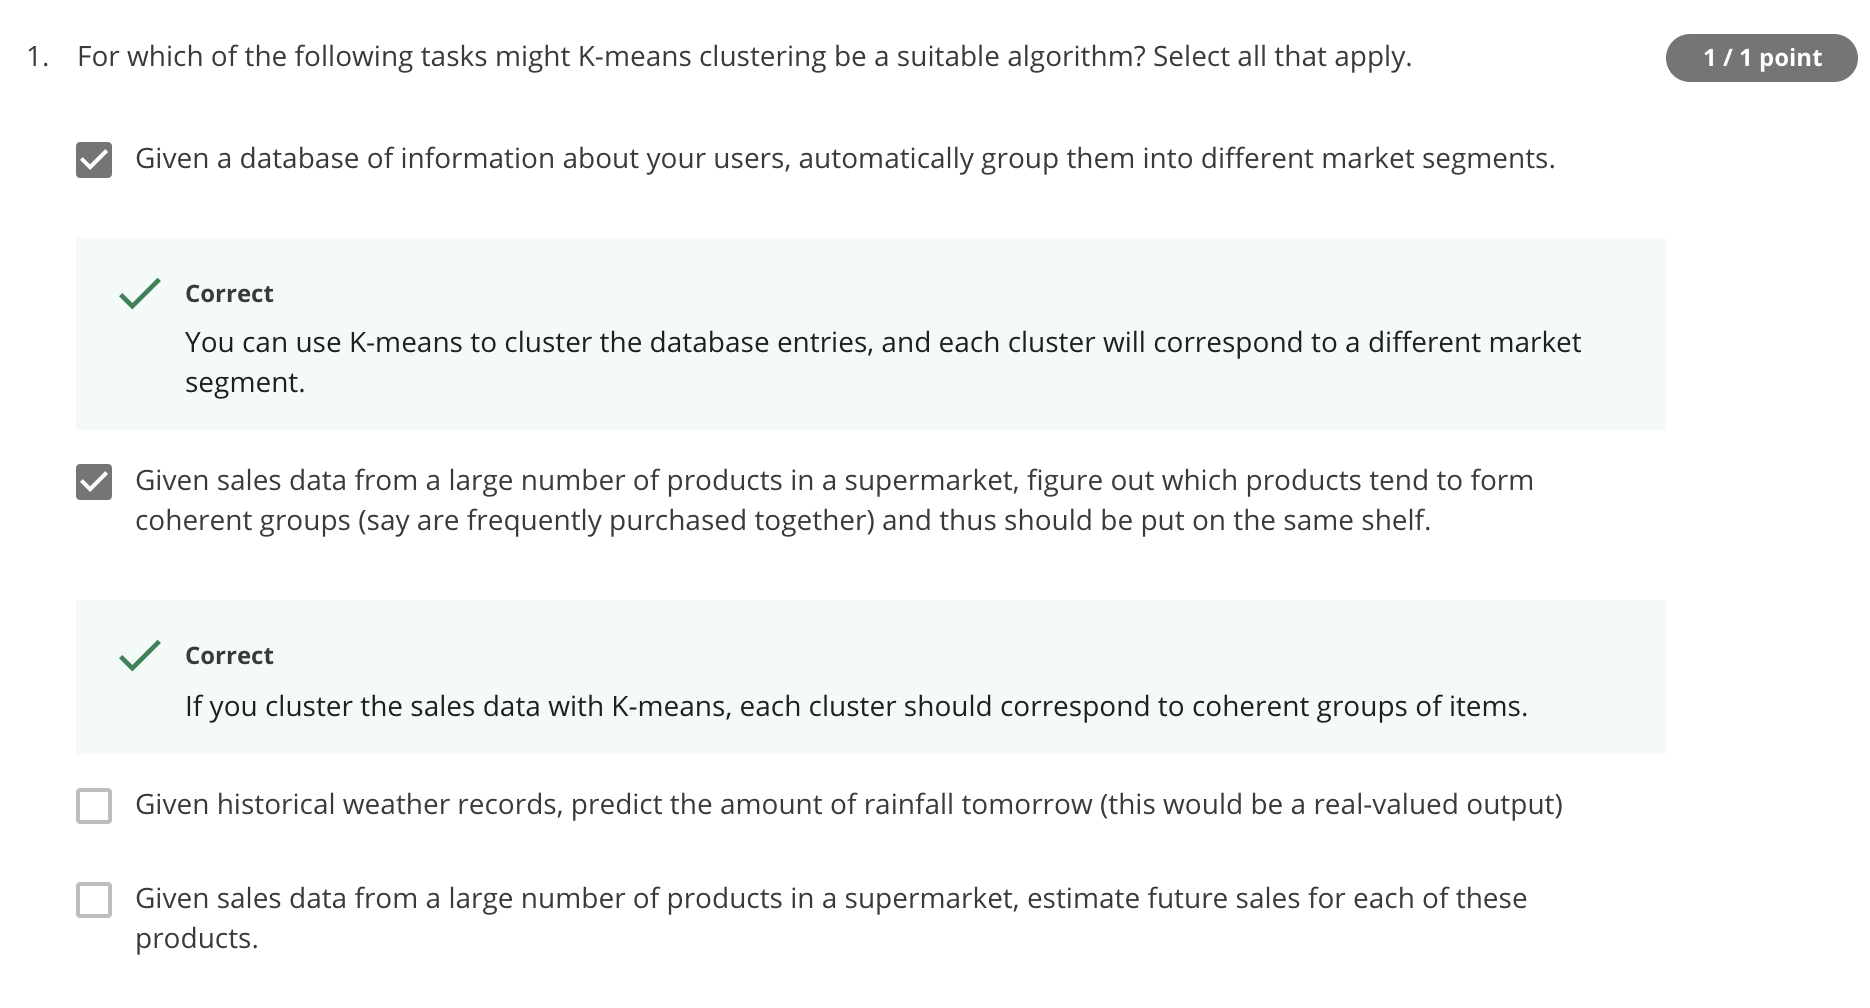 1. For which of the following tasks might K-means clustering be a suitable algorithm? Select all that apply.
1 / 1 point
Given a database of information about your users, automatically group them into different market segments.
Correct
You can use K-means to cluster the database entries, and each cluster will correspond to a different market
segment.
Given sales data from a large number of products in a supermarket, figure out which products tend to form
coherent groups (say are frequently purchased together) and thus should be put on the same shelf.
Correct
If you cluster the sales data with K-means, each cluster should correspond to coherent groups of items.
Given historical weather records, predict the amount of rainfall tomorrow (this would be a real-valued output)
Given sales data from a large number of products in a supermarket, estimate future sales for each of these
products.